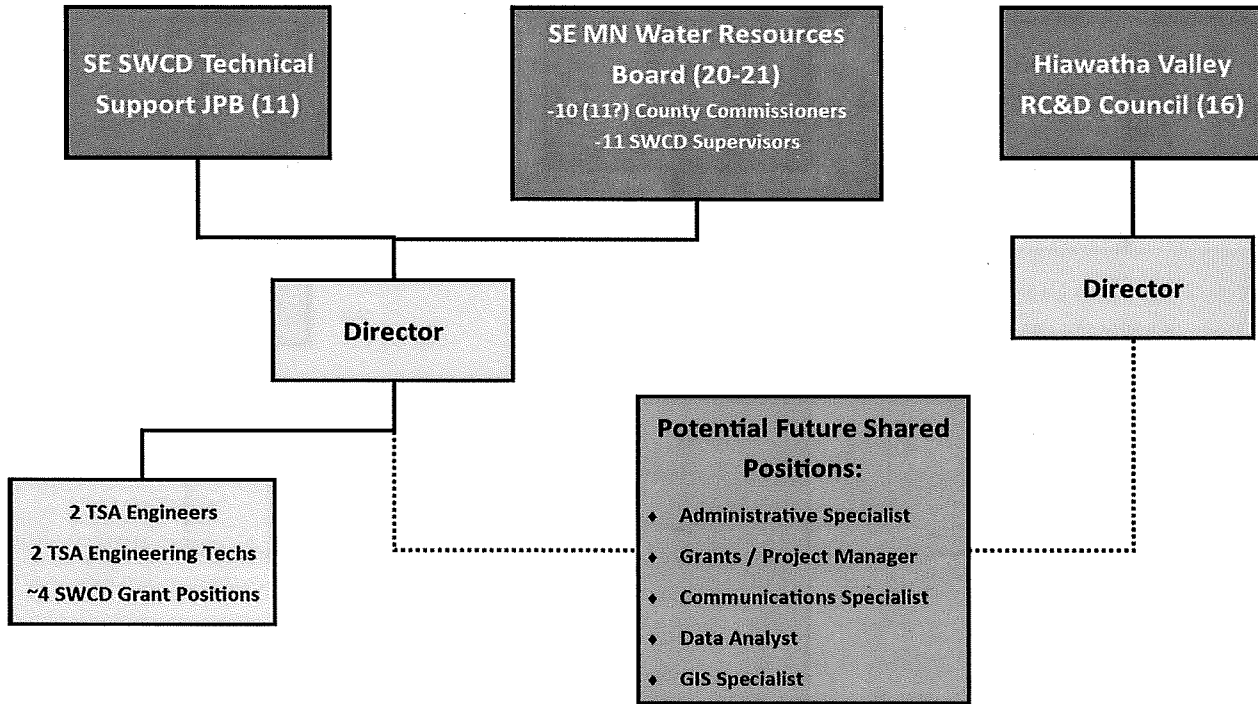 SE SWCD Technical
Support JPB (11)
SE MN Water Resources
Board (20-21)
-10 (11?) County Commissioners
-11 SWCD Supervisors
Hiawatha Valley
RC&D Council (16)
Director
Director
2 TSA Engineers
2 TSA Engineering Techs
~4 SWCD Grant Positions
Potential Future Shared
Positions:
♦ Administrative Specialist
♦ Grants / Project Manager
♦ Communications Specialist
♦ Data Analyst
♦ GIS Specialist